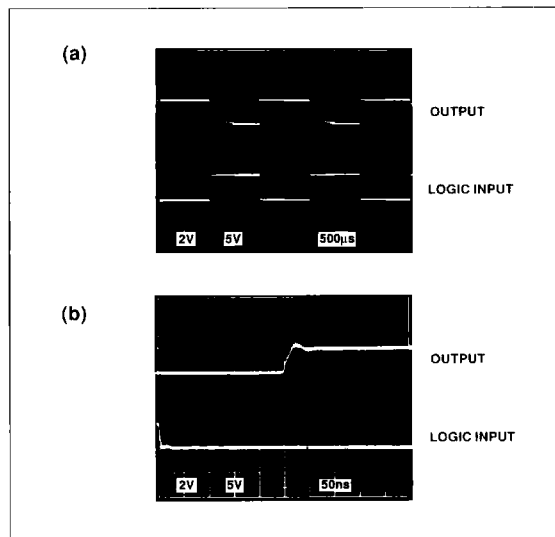 (a)
OUTPUT
LOGIC INPUT
2V 5V 500µs
(b)
OUTPUT
LOGIC INPUT
2V 5V 50ns